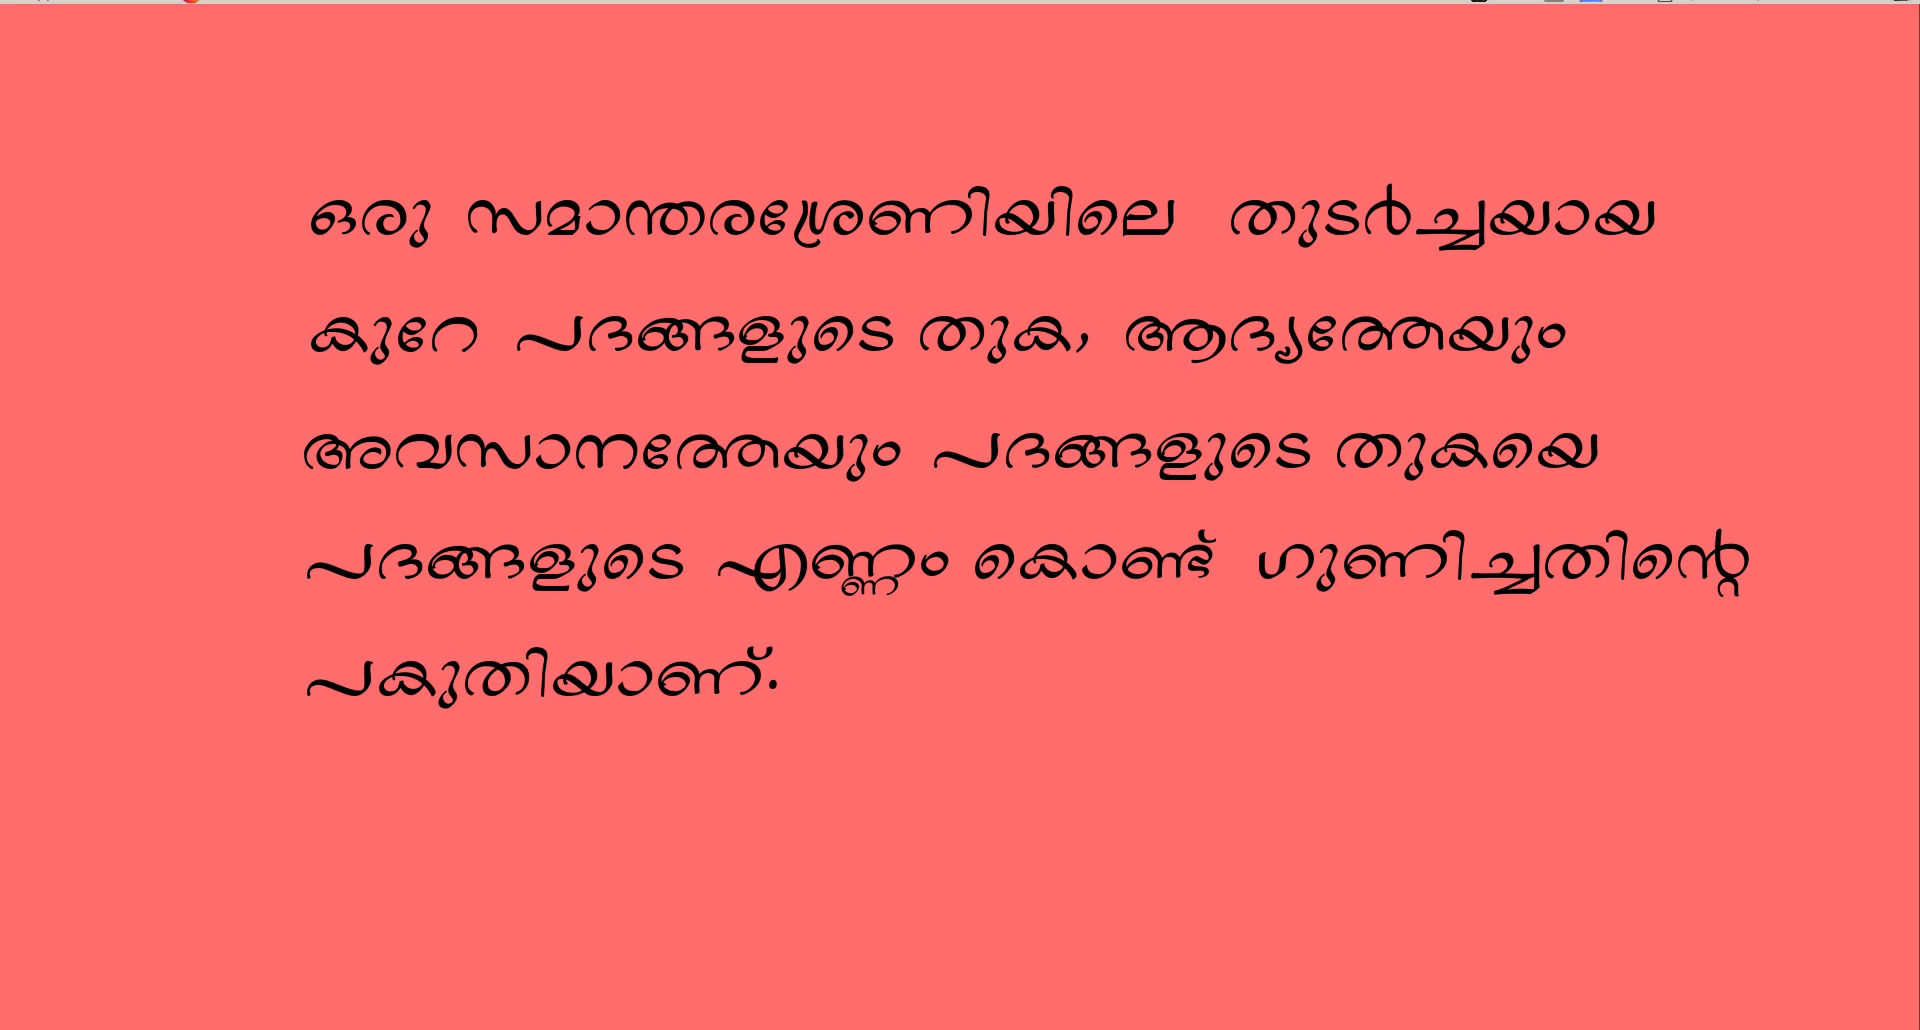 ഒരു സമാന്തരശ്രേണിയിലെ തുടർച്ചയായ
കുറേ പദങ്ങളുടെ തുക, ആദ്യത്തേയും
അവസാനത്തേയും പദങ്ങളുടെ തുകയെ
പദങ്ങളുടെ എണ്ണം കൊണ്ട് ഗുണിച്ചതിന്റെ
പകുതിയാണ്.